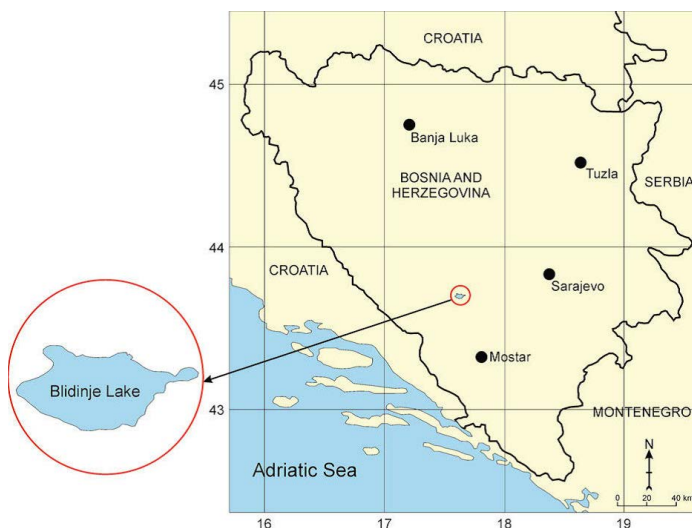 CROATIA
45
Banja Luka
BOSNIA AND
HERZEGOVINA
Tuzla
SERBIA
44
CROATIA
Sarajevo
Blidinje Lake
Mostar
43
MONTENEGRO
Adriatic Sea
N
0 20 40 km
16 17 18 19